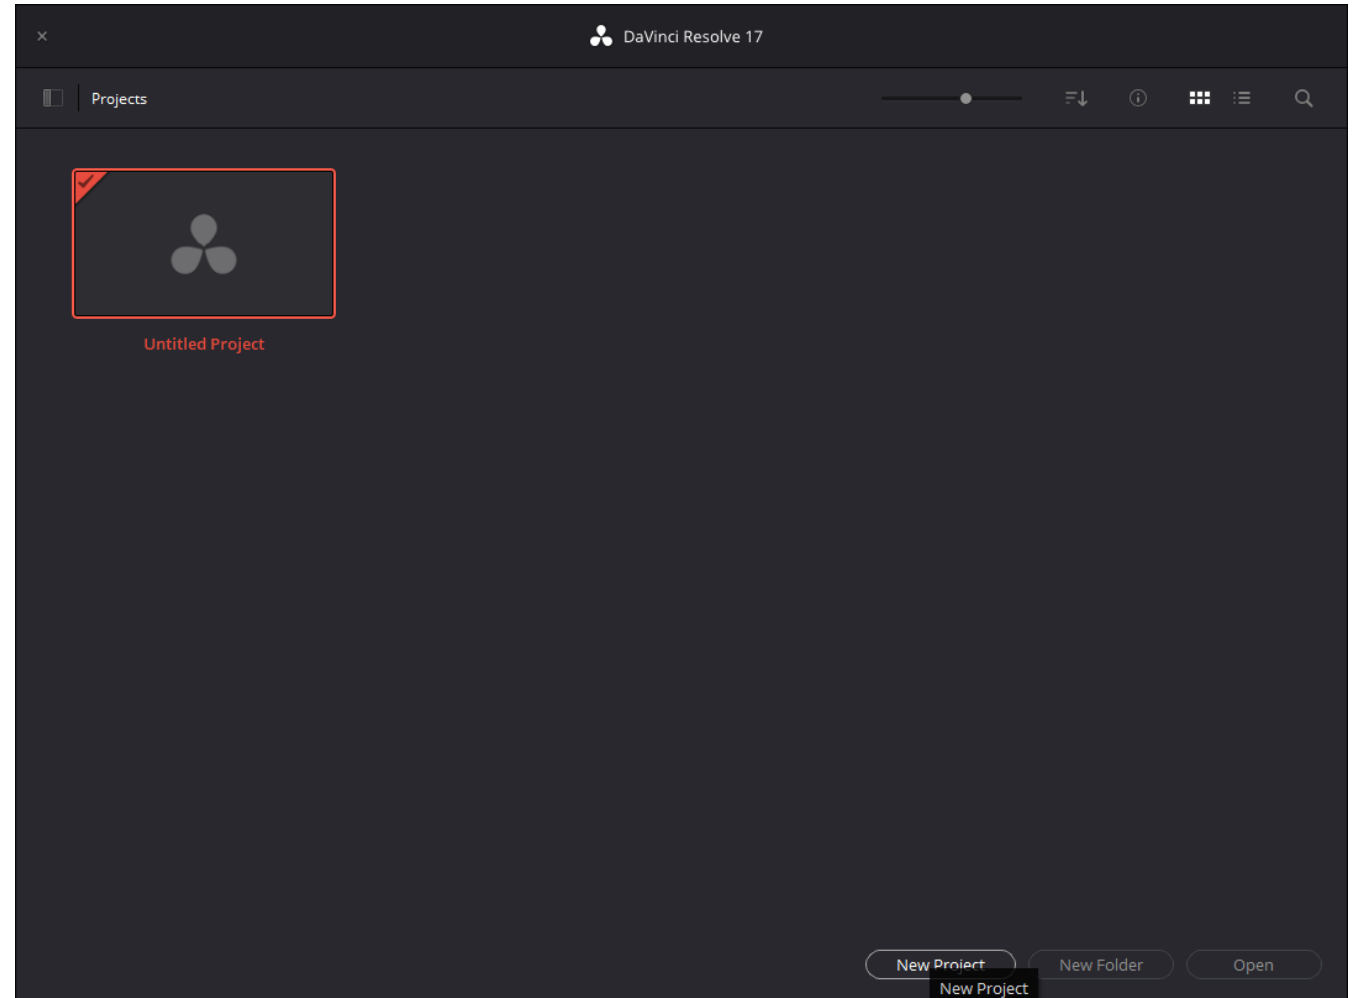 DaVinci Resolve 17
Projects
Untitled Project
New Project
New Folder
Open
New Project